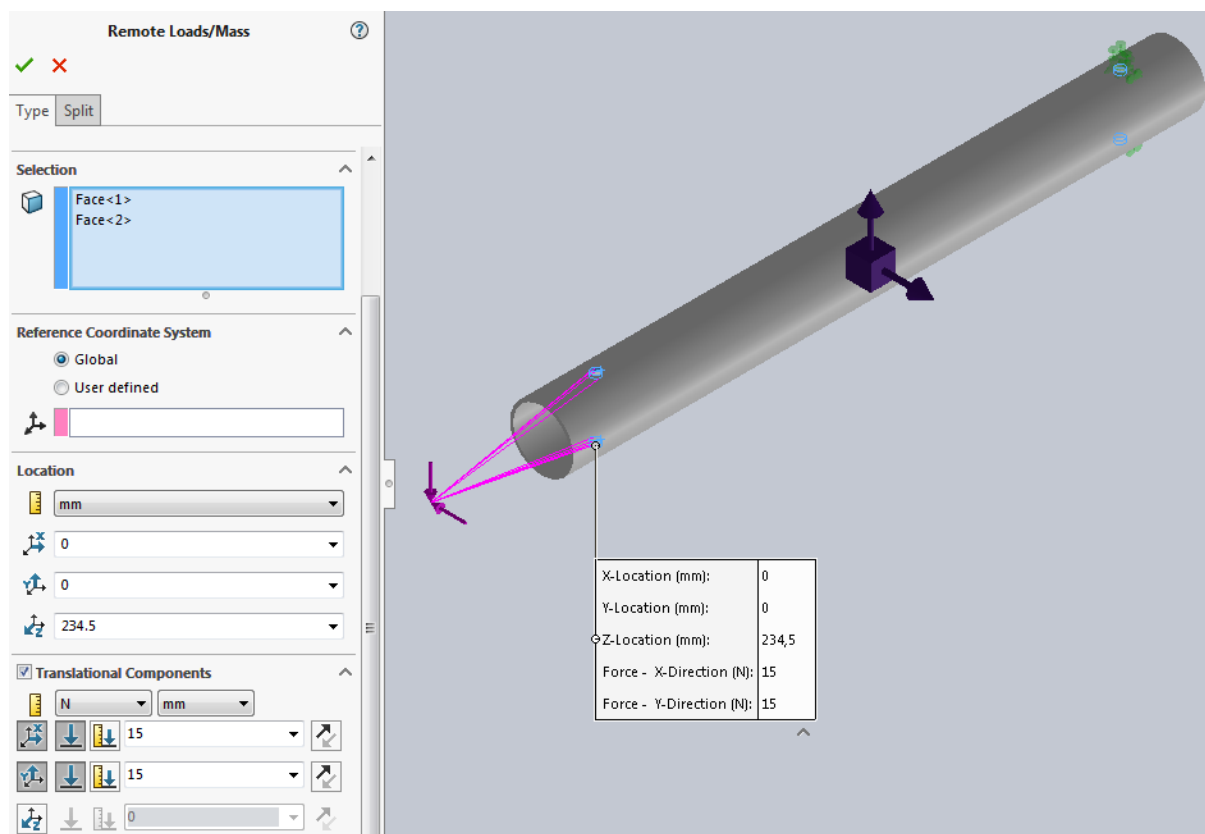 Remote Loads/Mass
Type Split
Selection
Face<1>
Face<2>
Reference Coordinate System
Global
User defined
Location
mm
X 0
Y 0
Z 234.5
Translational Components
N mm
X 15
Y 15
Z 0
X-Location (mm): 0
Y-Location (mm): 0
Z-Location (mm): 234,5
Force - X-Direction (N): 15
Force - Y-Direction (N): 15